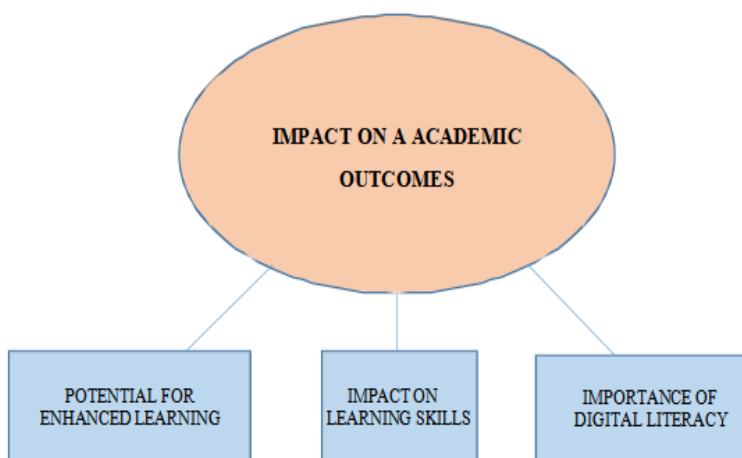 IMPACT ON A ACADEMIC
OUTCOMES
POTENTIAL FOR
ENHANCED LEARNING
IMPACT ON
LEARNING SKILLS
IMPORTANCE OF
DIGITAL LITERACY